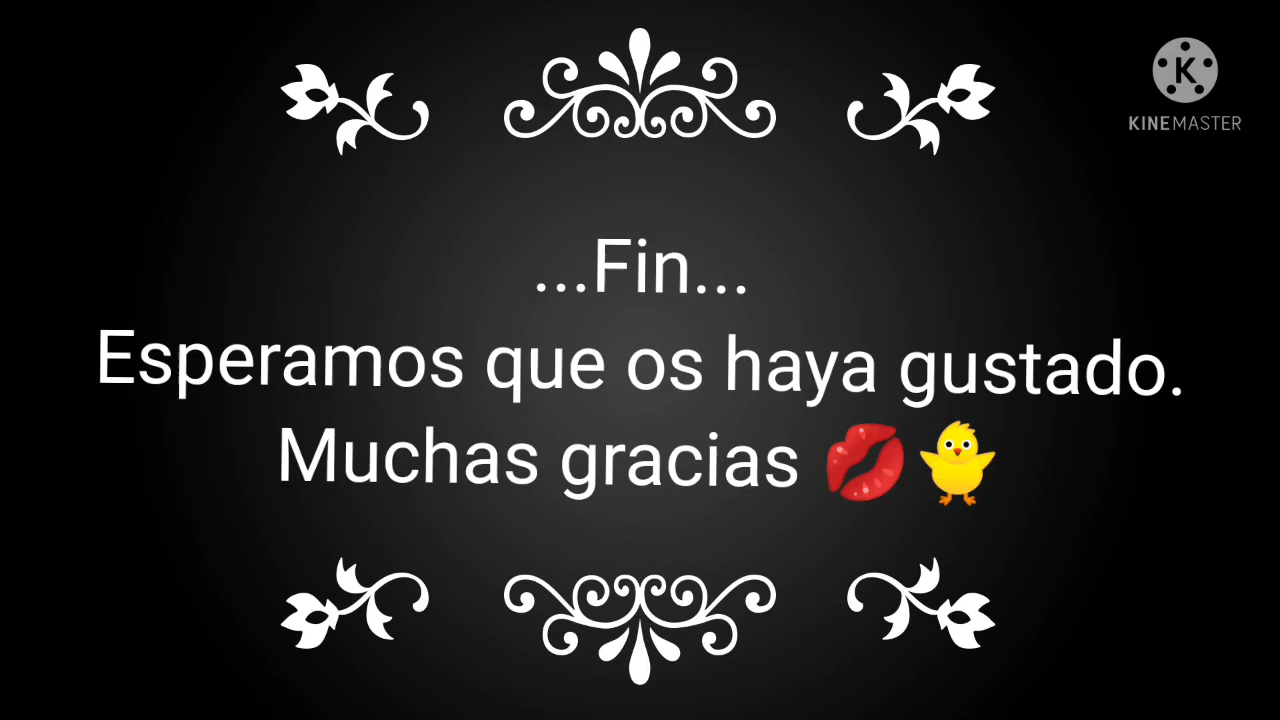 KINEMASTER
...Fin...
Esperamos que os haya gustado.
Muchas gracias 💋🐥